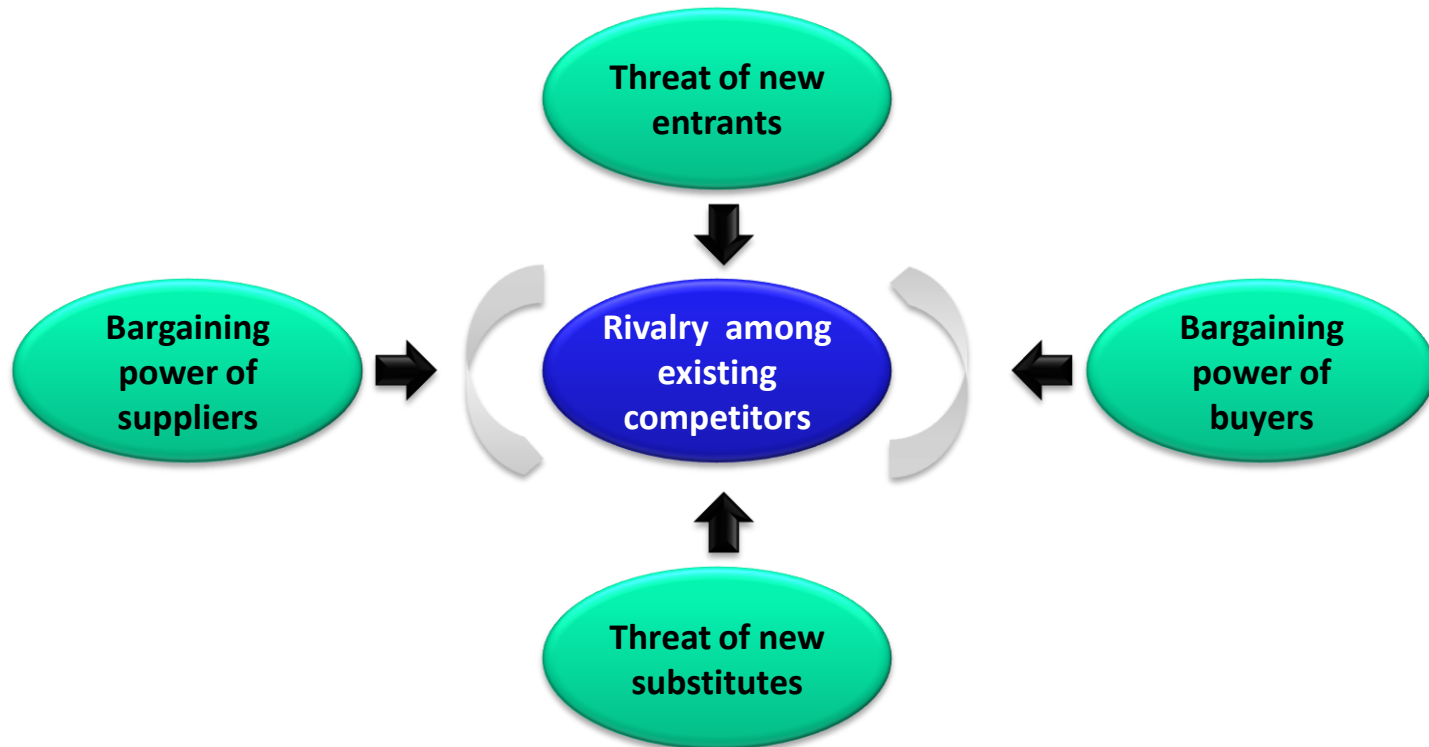 Threat of new
entrants
Bargaining
power of
suppliers
Rivalry  among
existing
competitors
Bargaining
power of
buyers
Threat of new
substitutes